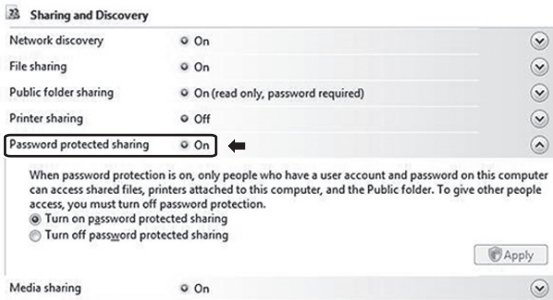 Sharing and Discovery
Network discovery On
File sharing On
Public folder sharing On (read only, password required)
Printer sharing Off
Password protected sharing On
When password protection is on, only people who have a user account and password on this computer
can access shared files, printers attached to this computer, and the Public folder. To give other people
access, you must turn off password protection.
Turn on password protected sharing
Turn off password protected sharing
Apply
Media sharing On